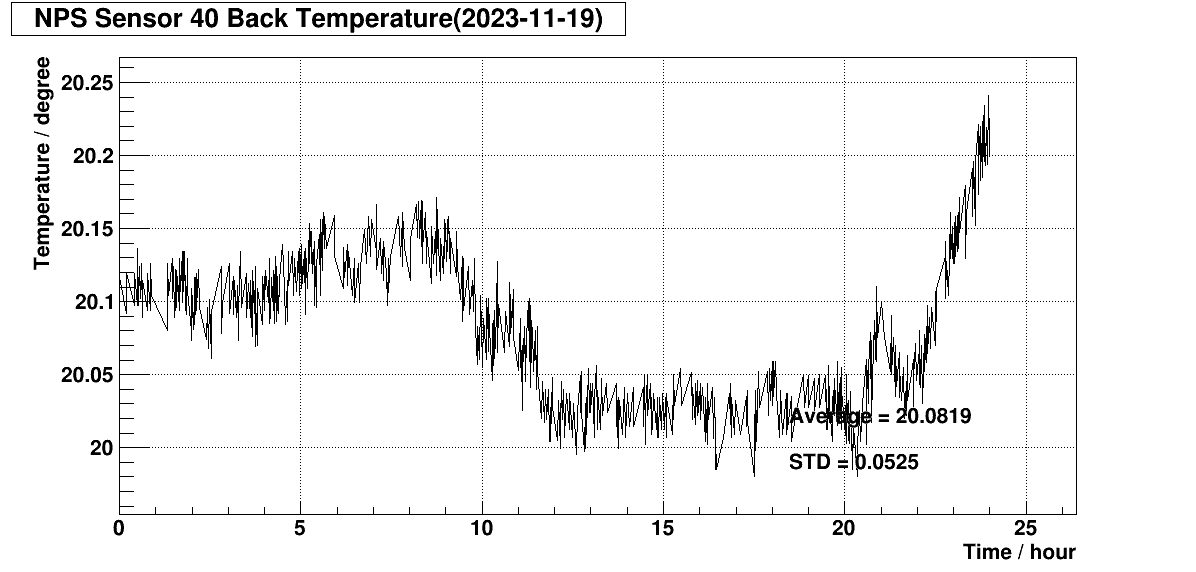 NPS Sensor 40 Back Temperature(2023-11-19)
Temperature / degree
20.25
20.2
20.15
20.1
20.05
20
Average = 20.0819
STD = 0.0525
0 5 10 15 20 25
Time / hour